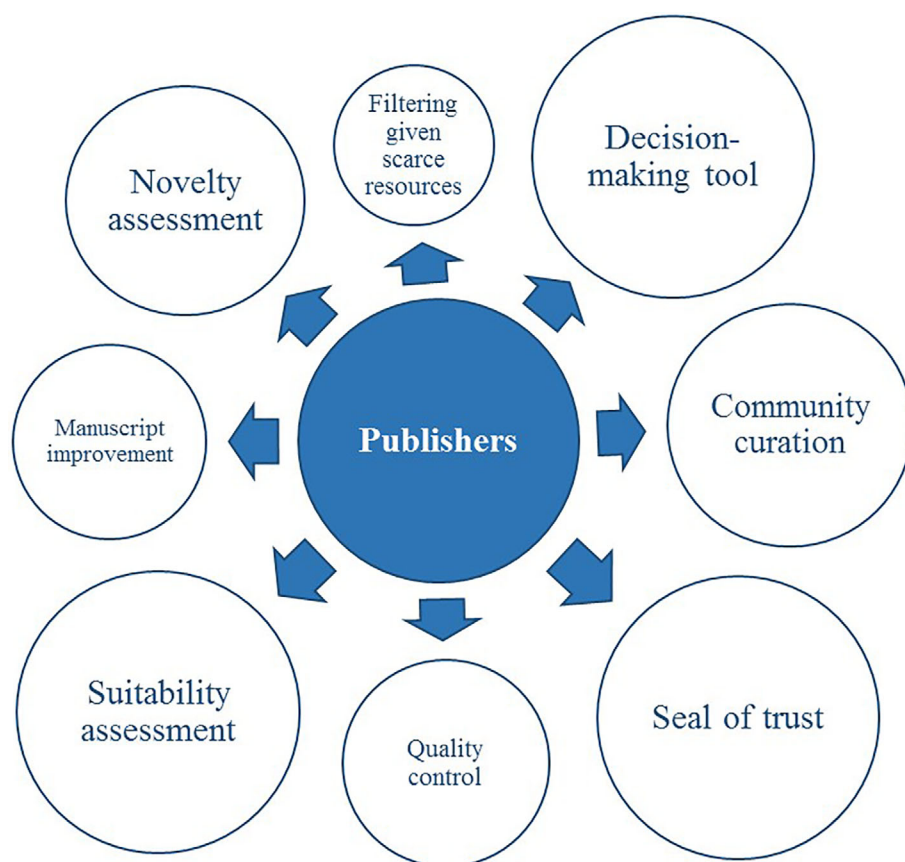 Filtering
given
scarce
resources
Decision-
making tool
Novelty
assessment
Community
curation
Manuscript
improvement
Publishers
Suitability
assessment
Seal of trust
Quality
control